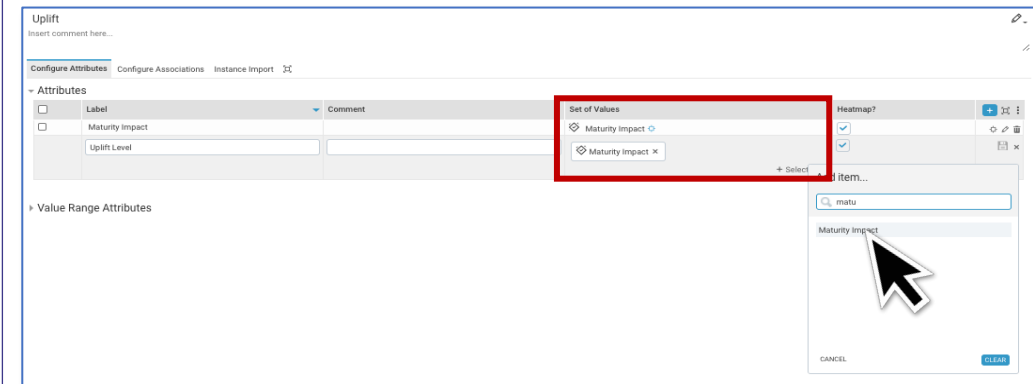 Uplift
Insert comment here...
Configure Attributes Configure Associations Instance Import
Attributes
Label Comment Set of Values Heatmap?
Maturity Impact Maturity Impact
Uplift Level Maturity Impact ×
+ Select
Add item...
matu
Value Range Attributes
Maturity Impact
CANCEL CLEAR